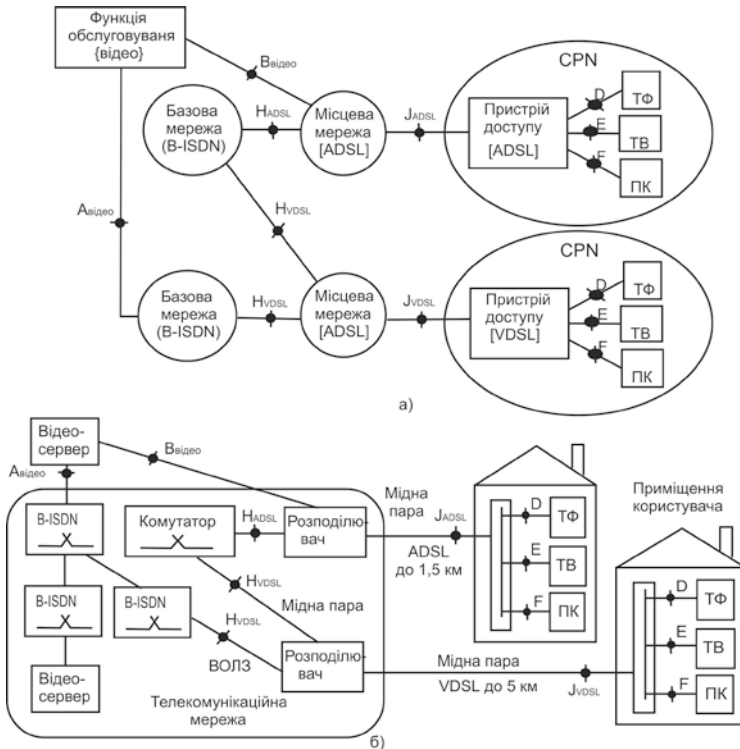 Функція
обслуговуваня
{відео}
Ввідео
CPN
Базова
мережа
(B-ISDN)
HADSL
Місцева
мережа
[ADSL]
JADSL
Пристрій
доступу
[ADSL]
D
ТФ
E
ТВ
F
ПК
Aвідео
HVDSL
CPN
Базова
мережа
(B-ISDN)
HVDSL
Місцева
мережа
[ADSL]
JVDSL
Пристрій
доступу
[VDSL]
D
ТФ
E
ТВ
F
ПК
а)
Відео-
сервер
Ввідео
Aвідео
B-ISDN
Комутатор
HADSL
Розподілю-
вач
Мідна
пара
JADSL
ADSL
до 1,5 км
D
ТФ
E
ТВ
F
ПК
Приміщення
користувача
B-ISDN
B-ISDN
HVDSL
HVDSL
Мідна пара
ВОЛЗ
Розподілю-
вач
Відео-
сервер
Телекомунікаційна
мережа
Мідна пара
VDSL до 5 км
JVDSL
D
ТФ
E
ТВ
F
ПК
б)